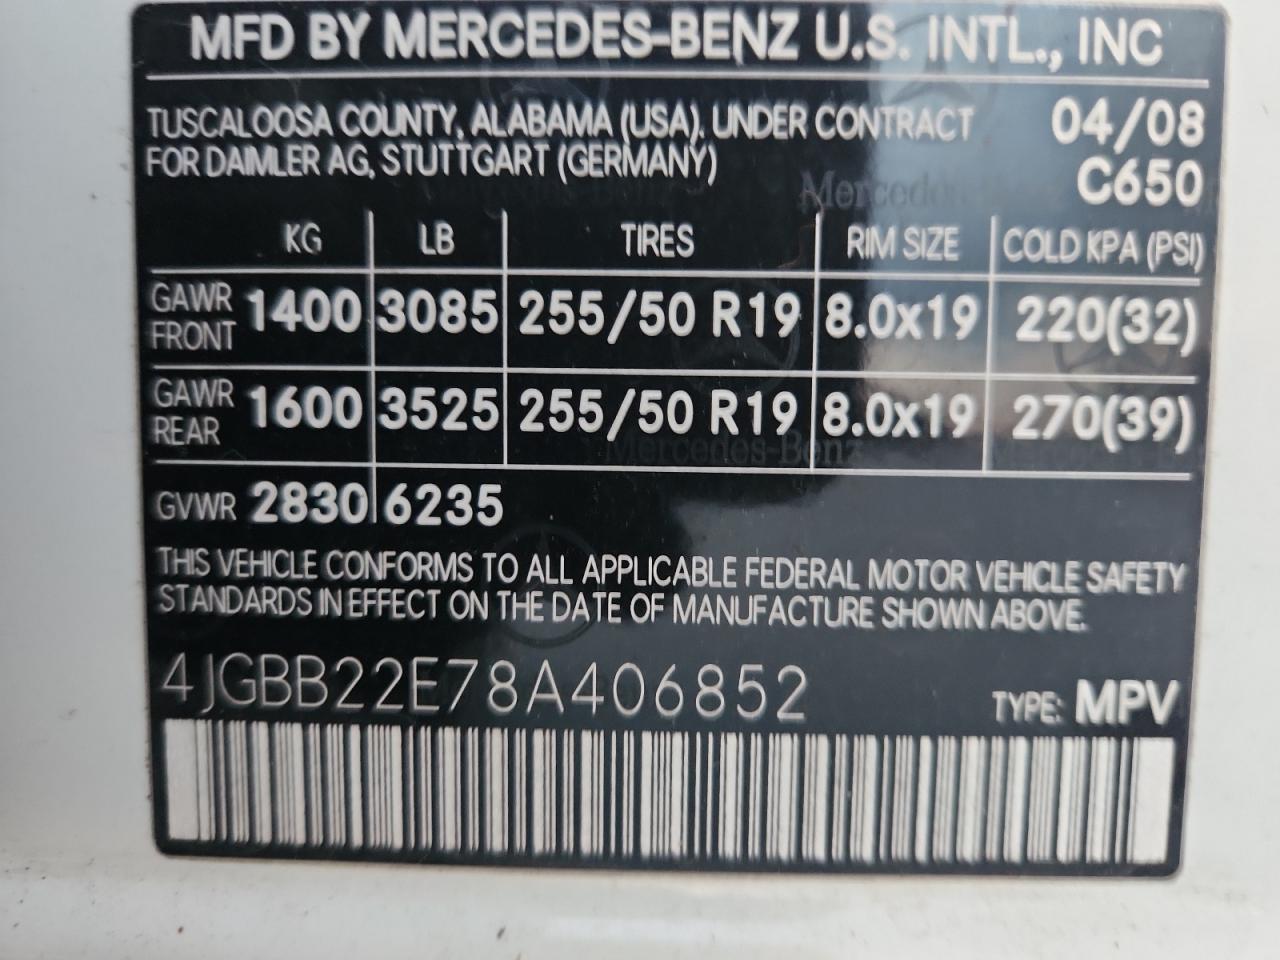 MFD BY MERCEDES-BENZ U.S. INTL., INC
TUSCALOOSA COUNTY, ALABAMA (USA), UNDER CONTRACT 04/08
FOR DAIMLER AG, STUTTGART (GERMANY) C650
KG LB TIRES RIM SIZE COLD KPA (PSI)
GAWR FRONT 1400 3085 255/50 R19 8.0x19 220(32)
GAWR REAR 1600 3525 255/50 R19 8.0x19 270(39)
GVWR 2830 6235
THIS VEHICLE CONFORMS TO ALL APPLICABLE FEDERAL MOTOR VEHICLE SAFETY
STANDARDS IN EFFECT ON THE DATE OF MANUFACTURE SHOWN ABOVE.
4JGBB22E78A406852 TYPE: MPV